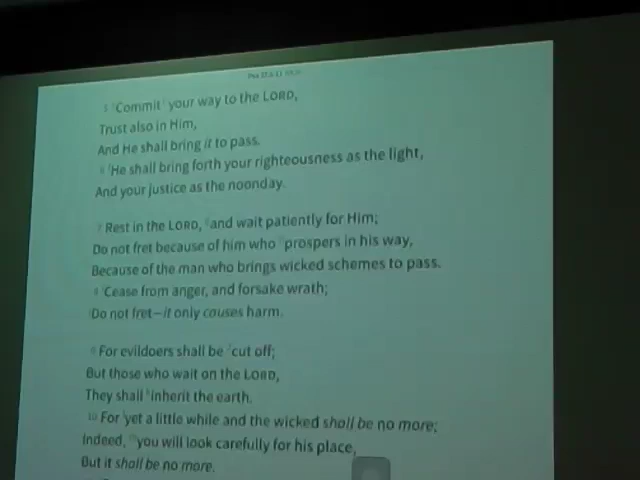 5 Commit your way to the LORD,
Trust also in Him,
And He shall bring it to pass.
6 He shall bring forth your righteousness as the light,
And your justice as the noonday.
7 Rest in the LORD, and wait patiently for Him;
Do not fret because of him who prospers in his way,
Because of the man who brings wicked schemes to pass.
8 Cease from anger, and forsake wrath;
Do not fret—it only causes harm.
9 For evildoers shall be cut off;
But those who wait on the LORD,
They shall inherit the earth.
10 For yet a little while and the wicked shall be no more;
Indeed, you will look carefully for his place,
But it shall be no more.